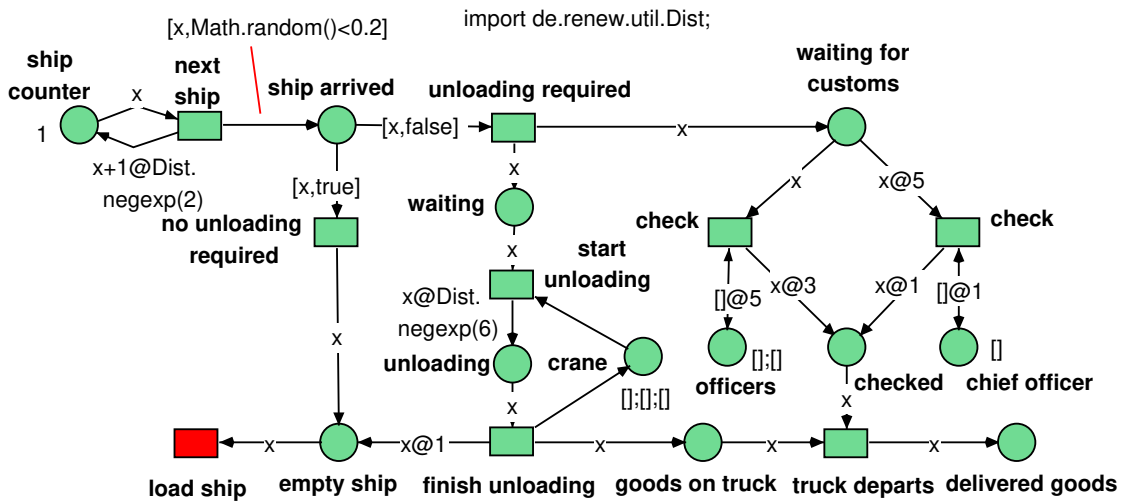 [x,Math.random()<0.2]
import de.renew.util.Dist;
ship
counter
next
ship
ship arrived
unloading required
waiting for
customs
x
1
x+1@Dist.
negexp(2)
[x,false]
x
[x,true]
x
x
x@5
no unloading
required
waiting
check
check
x
start
unloading
x@Dist.
negexp(6)
[]@5
x@3
x@1
[]@1
x
unloading
crane
[];[];[]
[];[]
officers
checked
[]
chief officer
x
x
x
x@1
x
x
x
load ship
empty ship
finish unloading
goods on truck
truck departs
delivered goods